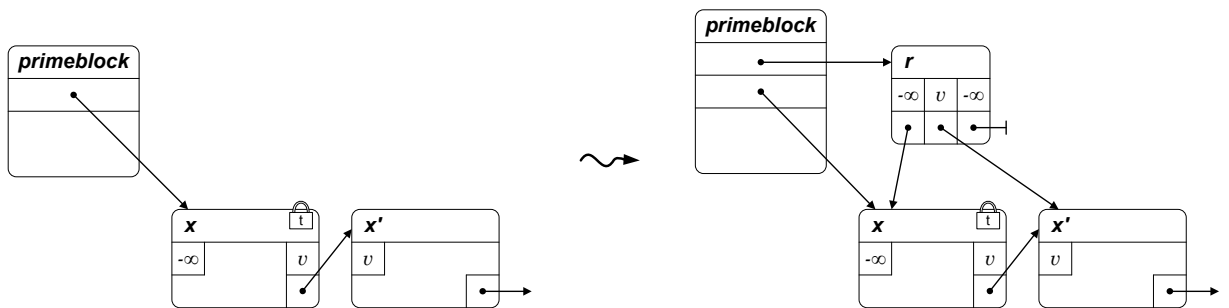 primeblock
x
t
-∞
v
x'
v
primeblock
r
-∞ v -∞
x
t
-∞
v
x'
v